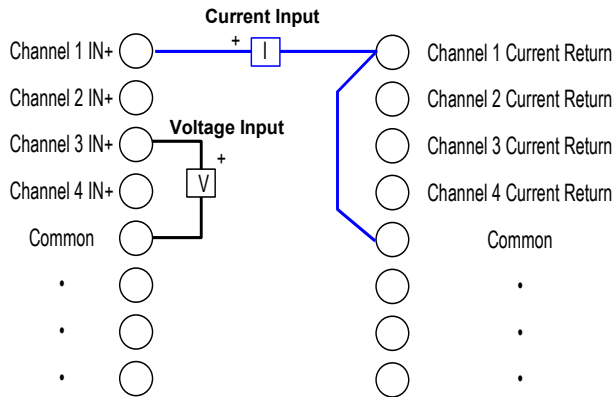 Current Input
Channel 1 IN+
+
I
Channel 1 Current Return
Channel 2 IN+
Channel 2 Current Return
Voltage Input
Channel 3 IN+
+
Channel 3 Current Return
Channel 4 IN+
V
Channel 4 Current Return
Common
Common